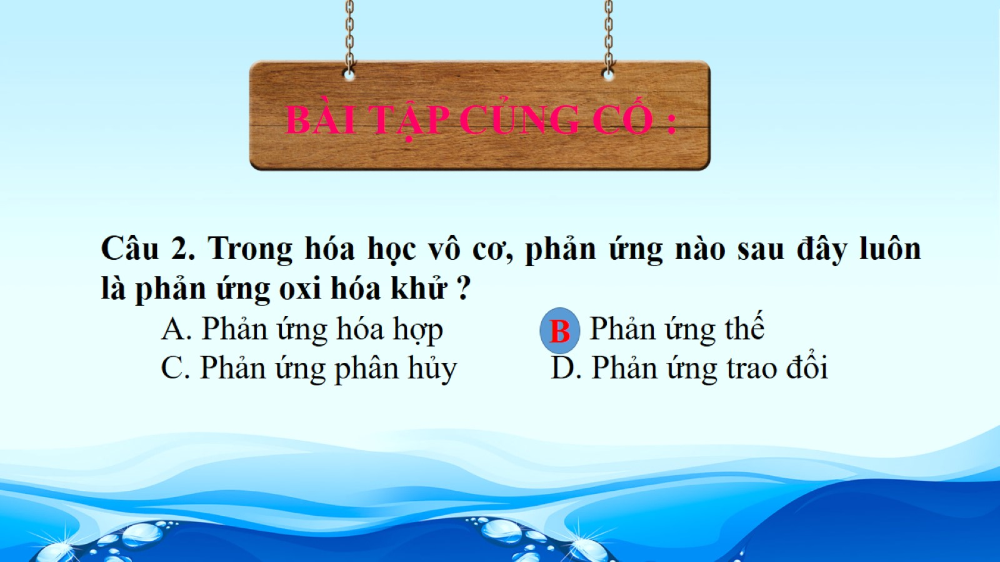 BÀI TẬP CỦNG CỐ :
Câu 2. Trong hóa học vô cơ, phản ứng nào sau đây luôn
là phản ứng oxi hóa khử ?
A. Phản ứng hóa hợp B Phản ứng thế
C. Phản ứng phân hủy D. Phản ứng trao đổi